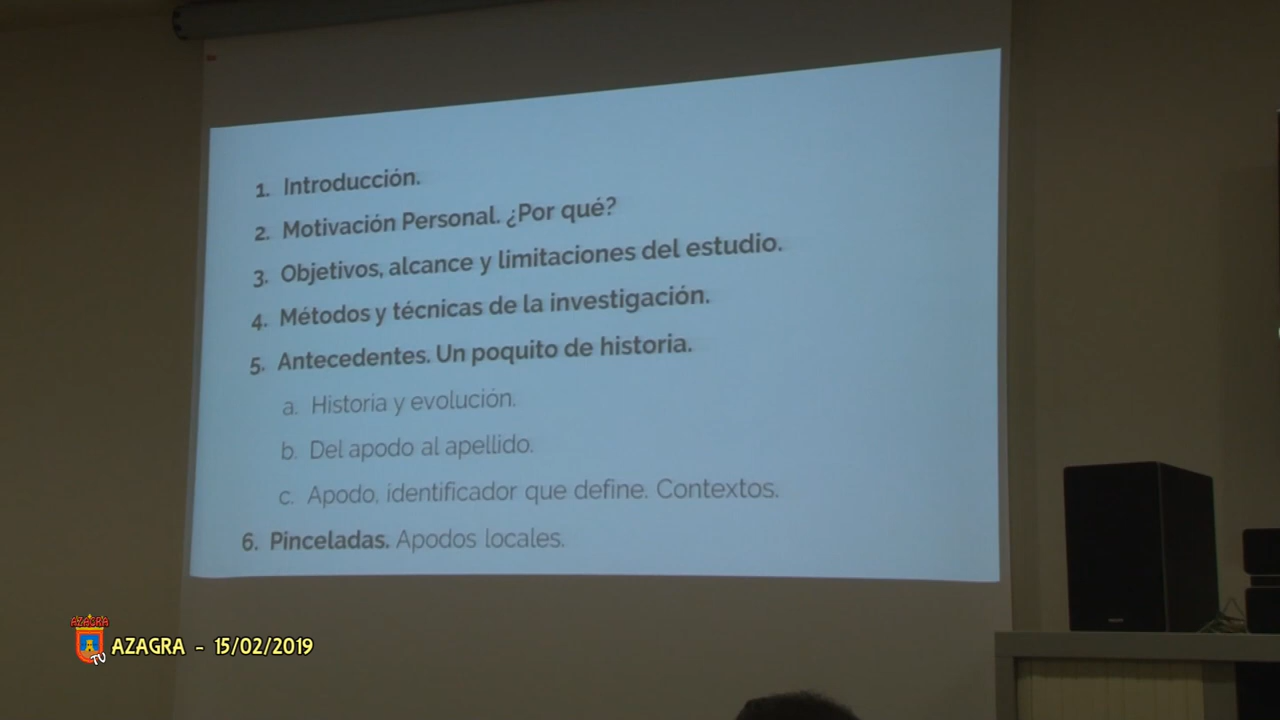 1. Introducción.
2. Motivación Personal. ¿Por qué?
3. Objetivos, alcance y limitaciones del estudio.
4. Métodos y técnicas de la investigación.
5. Antecedentes. Un poquito de historia.
a. Historia y evolución.
b. Del apodo al apellido.
c. Apodo, identificador que define. Contextos.
6. Pinceladas. Apodos locales.
AZAGRA
TV
AZAGRA - 15/02/2019